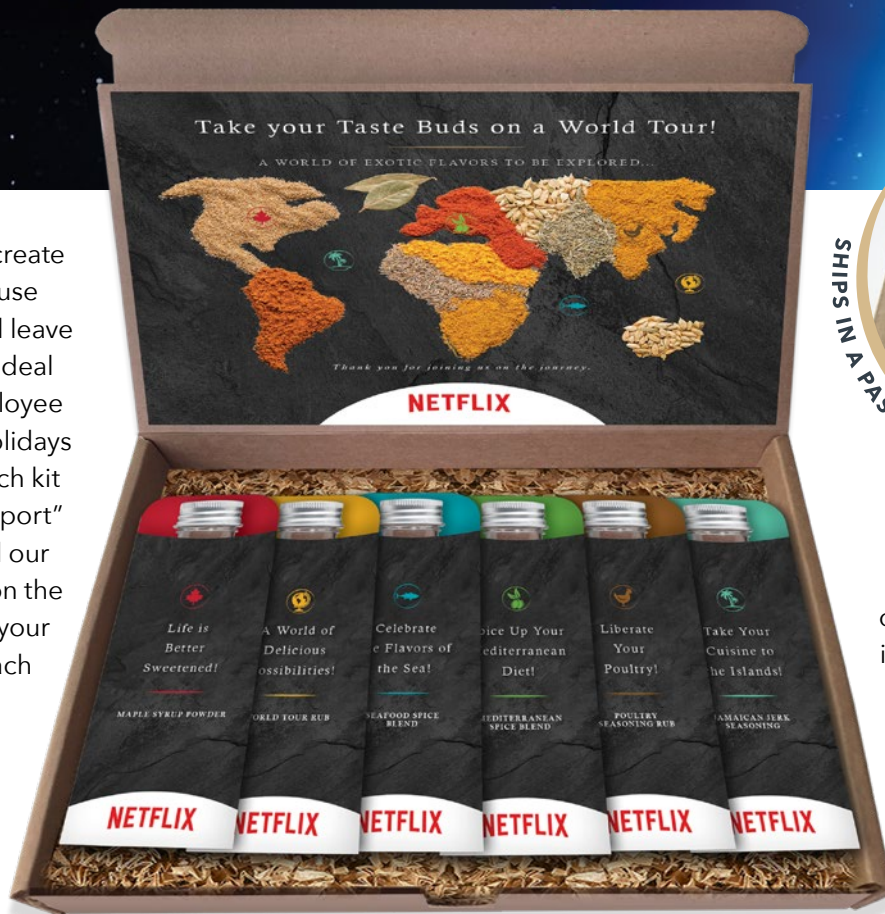 Take your Taste Buds on a World Tour!
A WORLD OF EXOTIC FLAVORS TO BE EXPLORED...
Thank you for joining us on the journey.
NETFLIX
create
use
leave
deal
loyee
olidays
ch kit
port”
our
on the
your
ach
SHIPS IN A PAS
Life is
Better
Sweetened!
MAPLE SYRUP POWDER
NETFLIX
A World of
Delicious
ossibilities!
ORLD TOUR RUB
NETFLIX
Celebrate
e Flavors of
the Sea!
SEAFOOD SPICE
BLEND
NETFLIX
pice Up Your
editerranean
Diet!
MEDITERRANEAN
SPICE BLEND
NETFLIX
Liberate
Your
Poultry!
POULTRY
SEASONING RUB
NETFLIX
Take Your
Cuisine to
he Islands!
JAMAICAN JERK
SEASONING
NETFLIX